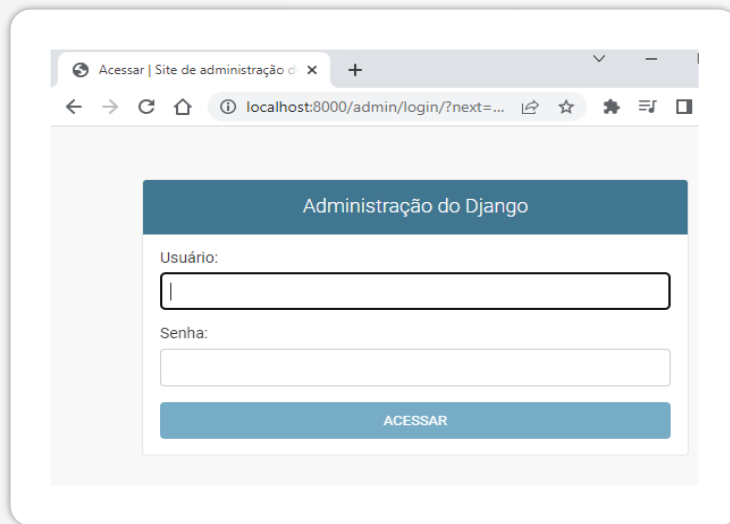 Acessar | Site de administração d
localhost:8000/admin/login/?next=...
Administração do Django
Usuário:
Senha:
ACESSAR